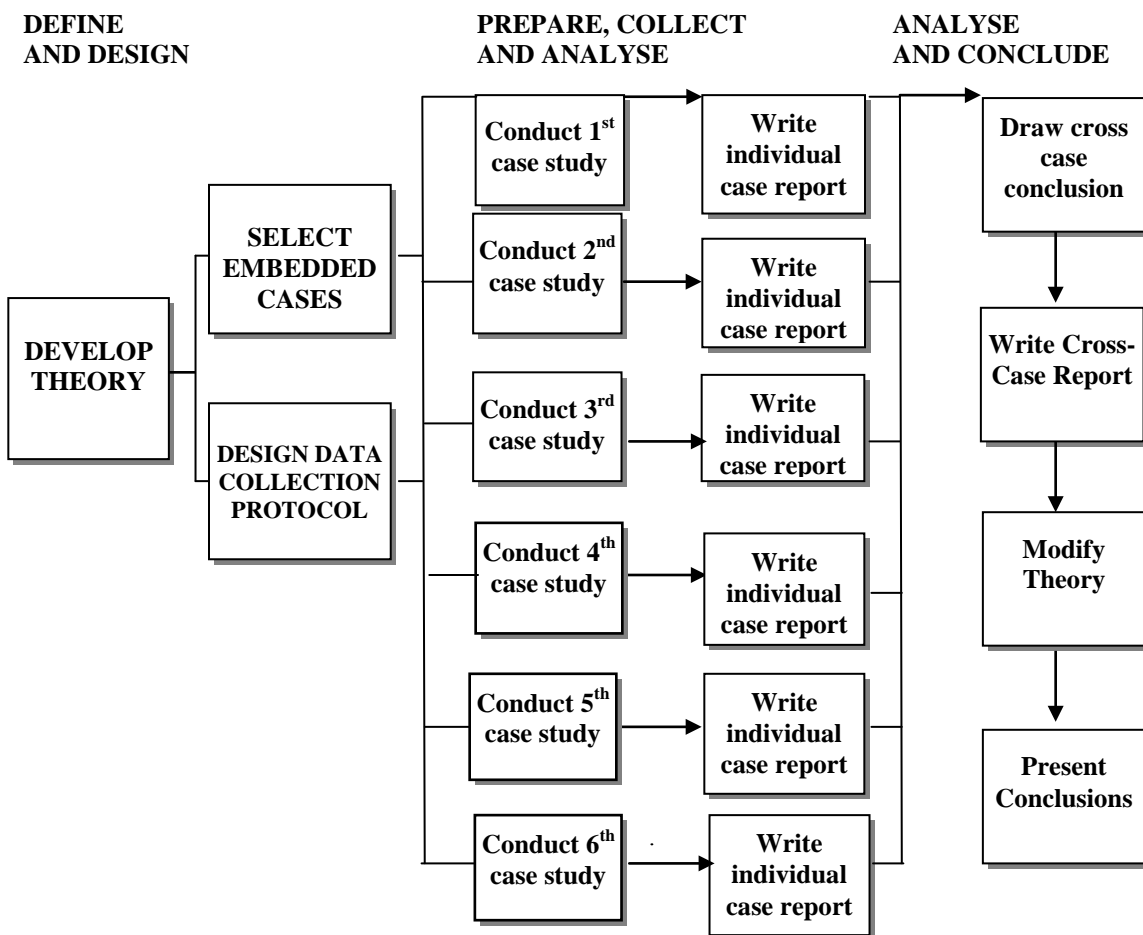 DEFINE
AND DESIGN
PREPARE, COLLECT
AND ANALYSE
ANALYSE
AND CONCLUDE
DEVELOP
THEORY
SELECT
EMBEDDED
CASES
DESIGN DATA
COLLECTION
PROTOCOL
Conduct 1st
case study
Write
individual
case report
Conduct 2nd
case study
Write
individual
case report
Conduct 3rd
case study
Write
individual
case report
Conduct 4th
case study
Write
individual
case report
Conduct 5th
case study
Write
individual
case report
Conduct 6th
case study
Write
individual
case report
Draw cross
case
conclusion
Write Cross-
Case Report
Modify
Theory
Present
Conclusions